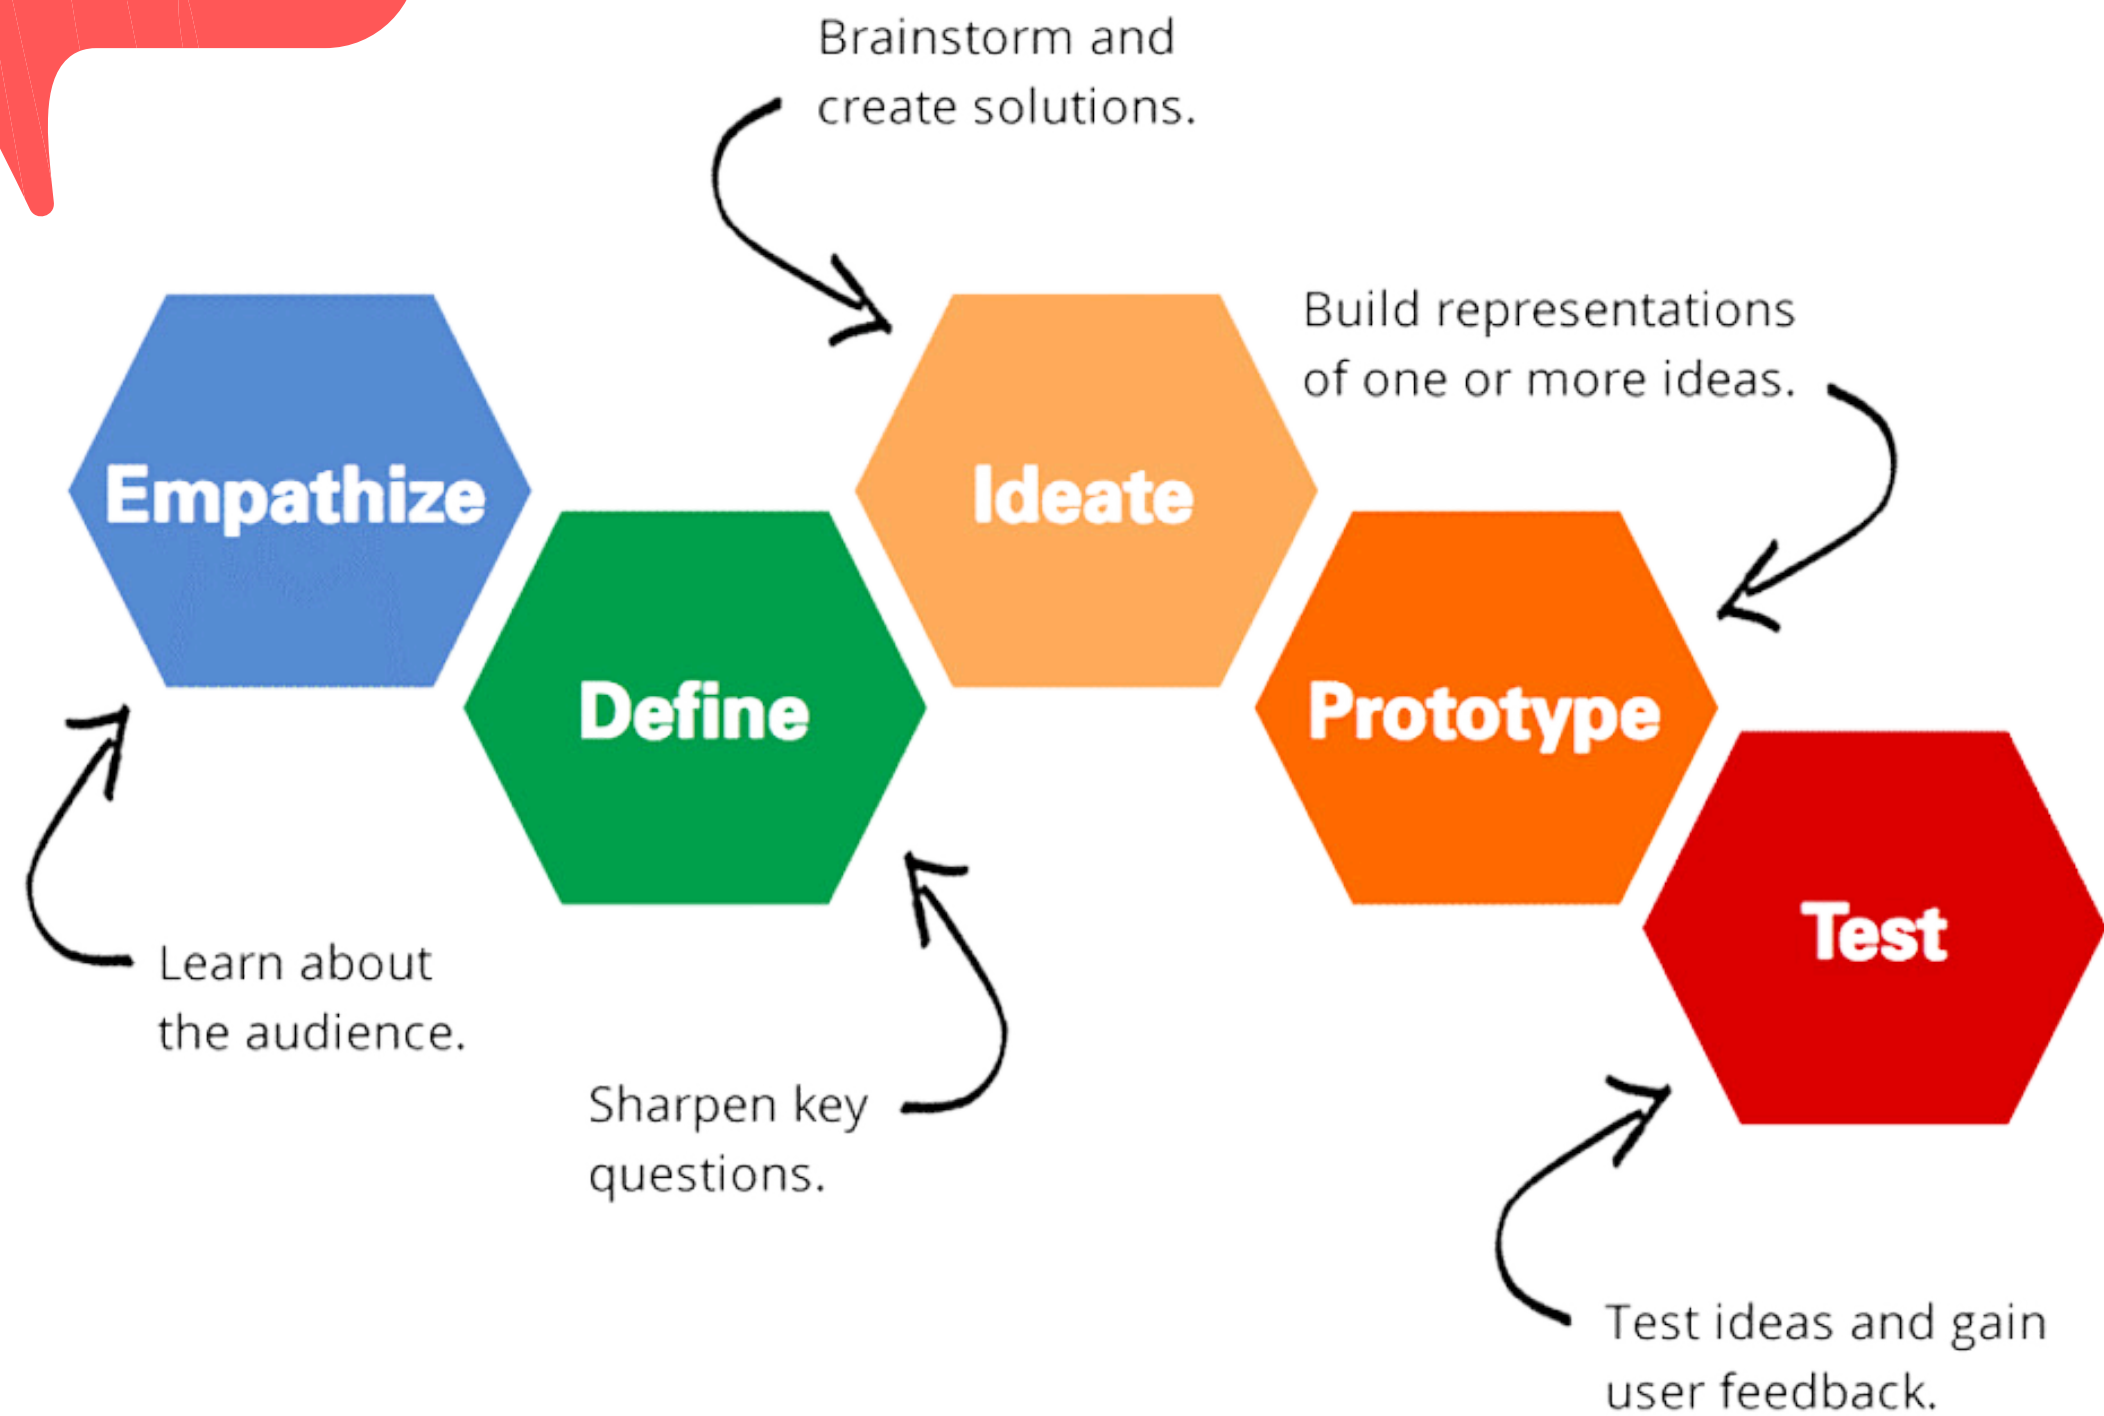 Brainstorm and
create solutions.
Build representations
of one or more ideas.
Empathize
Ideate
Define
Prototype
Test
Learn about
the audience.
Sharpen key
questions.
Test ideas and gain
user feedback.